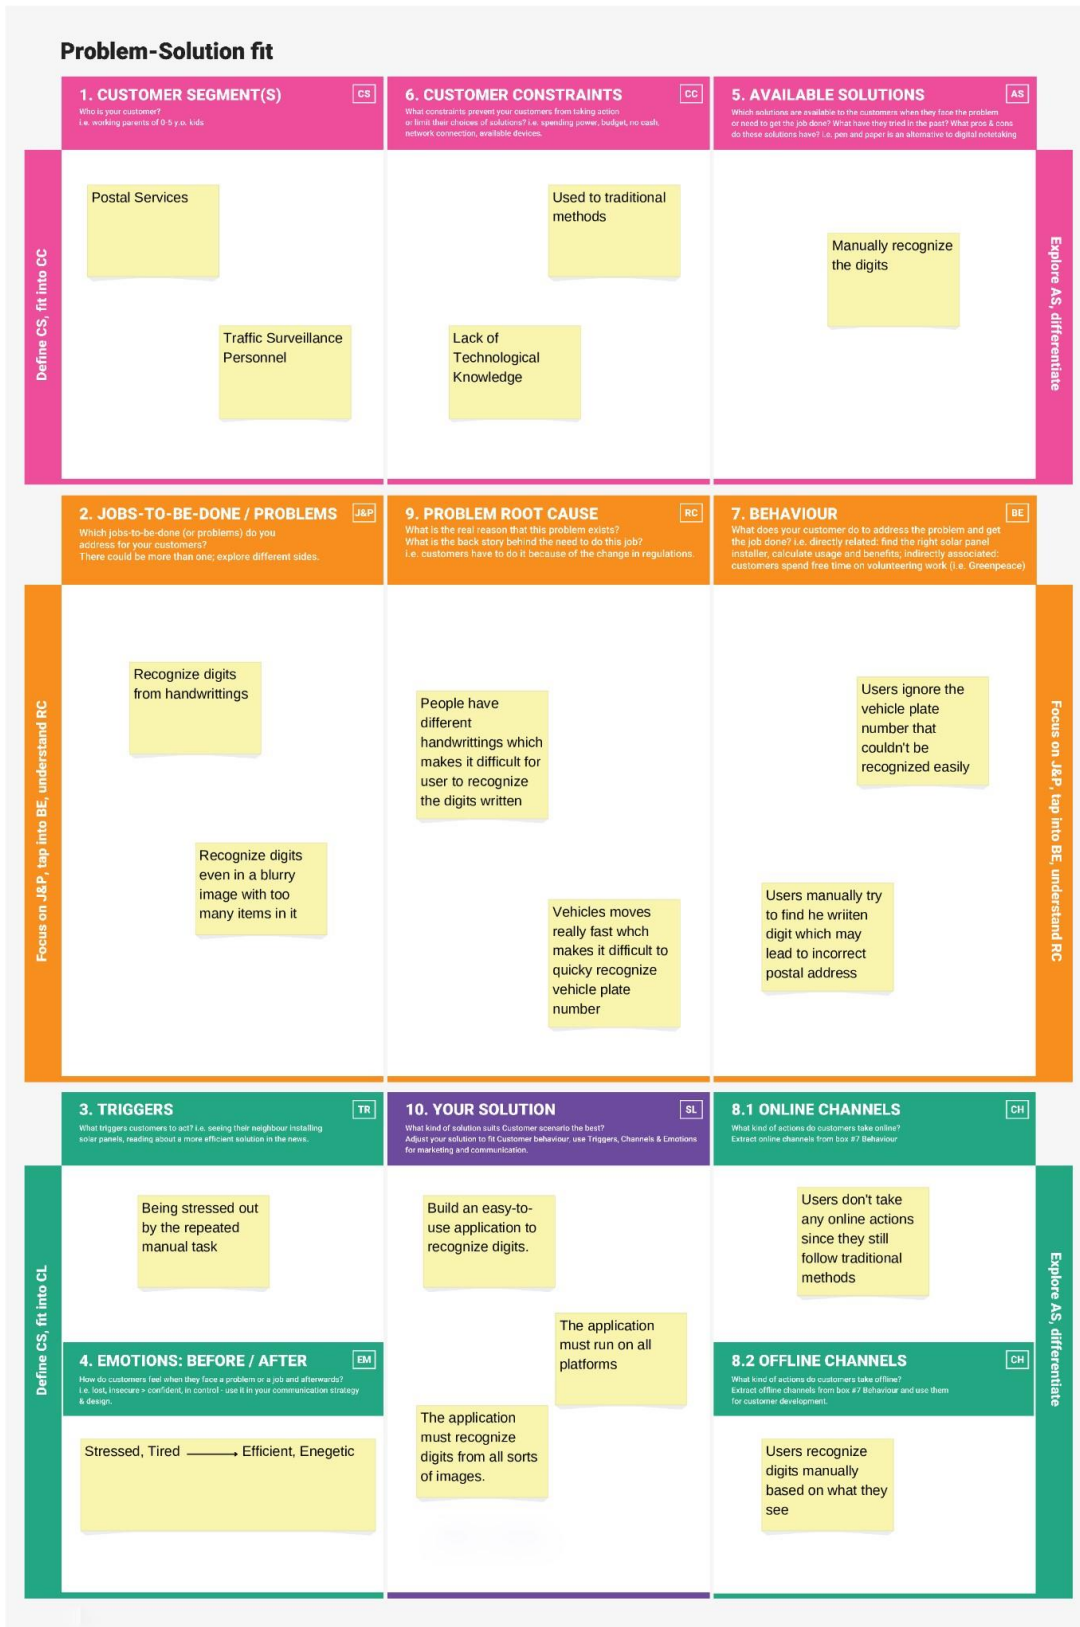 Problem-Solution fit
1. CUSTOMER SEGMENT(S)
CS
Who is your customer?
i.e. working parents of 0-5 y.o. kids
6. CUSTOMER CONSTRAINTS
CC
What constraints prevent your customers from taking action
or limit their choices of solutions? i.e. spending power, budget, no cash,
network connection, available devices.
5. AVAILABLE SOLUTIONS
AS
Which solutions are available to the customers when they face the problem
or need to get the job done? What have they tried in the past? What pros & cons
do these solutions have? i.e. pen and paper is an alternative to digital notetaking
Define CS, fit into CC
Postal Services
Traffic Surveillance
Personnel
Used to traditional
methods
Lack of
Technological
Knowledge
Manually recognize
the digits
Explore AS, differentiate
2. JOBS-TO-BE-DONE / PROBLEMS
J&P
Which jobs-to-be-done (or problems) do you
address for your customers?
There could be more than one; explore different sides.
9. PROBLEM ROOT CAUSE
RC
What is the real reason that this problem exists?
What is the back story behind the need to do this job?
i.e. customers have to do it because of the change in regulations.
7. BEHAVIOUR
BE
What does your customer do to address the problem and get
the job done? i.e. directly related: find the right solar panel
installer, calculate usage and benefits; indirectly associated:
customers spend free time on volunteering work (i.e. Greenpeace)
Focus on J&P, tap into BE, understand RC
Recognize digits
from handwrittings
Recognize digits
even in a blurry
image with too
many items in it
People have
different
handwrittings which
makes it difficult for
user to recognize
the digits written
Vehicles moves
really fast whch
makes it difficult to
quicky recognize
vehicle plate
number
Users ignore the
vehicle plate
number that
couldn't be
recognized easily
Users manually try
to find he wriiten
digit which may
lead to incorrect
postal address
Focus on J&P, tap into BE, understand RC
3. TRIGGERS
TR
What triggers customers to act? i.e. seeing their neighbour installing
solar panels, reading about a more efficient solution in the news.
10. YOUR SOLUTION
SL
What kind of solution suits Customer scenario the best?
Adjust your solution to fit Customer behaviour, use Triggers, Channels & Emotions
for marketing and communication.
8.1 ONLINE CHANNELS
CH
What kind of actions do customers take online?
Extract online channels from box #7 Behaviour
Define CS, fit into CL
Being stressed out
by the repeated
manual task
4. EMOTIONS: BEFORE / AFTER
EM
How do customers feel when they face a problem or a job and afterwards?
i.e. lost, insecure > confident, in control - use it in your communication strategy
& design.
Stressed, Tired ⟶ Efficient, Enegetic
Build an easy-to-
use application to
recognize digits.
The application
must run on all
platforms
The application
must recognize
digits from all sorts
of images.
Users don't take
any online actions
since they still
follow traditional
methods
8.2 OFFLINE CHANNELS
CH
What kind of actions do customers take offline?
Extract offline channels from box #7 Behaviour and use them
for customer development.
Users recognize
digits manually
based on what they
see
Explore AS, differentiate